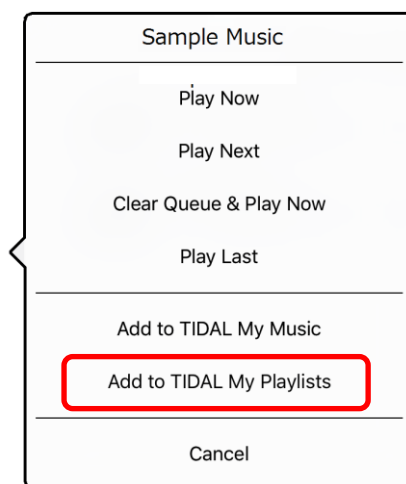 Sample Music
Play Now
Play Next
Clear Queue & Play Now
Play Last
Add to TIDAL My Music
Add to TIDAL My Playlists
Cancel